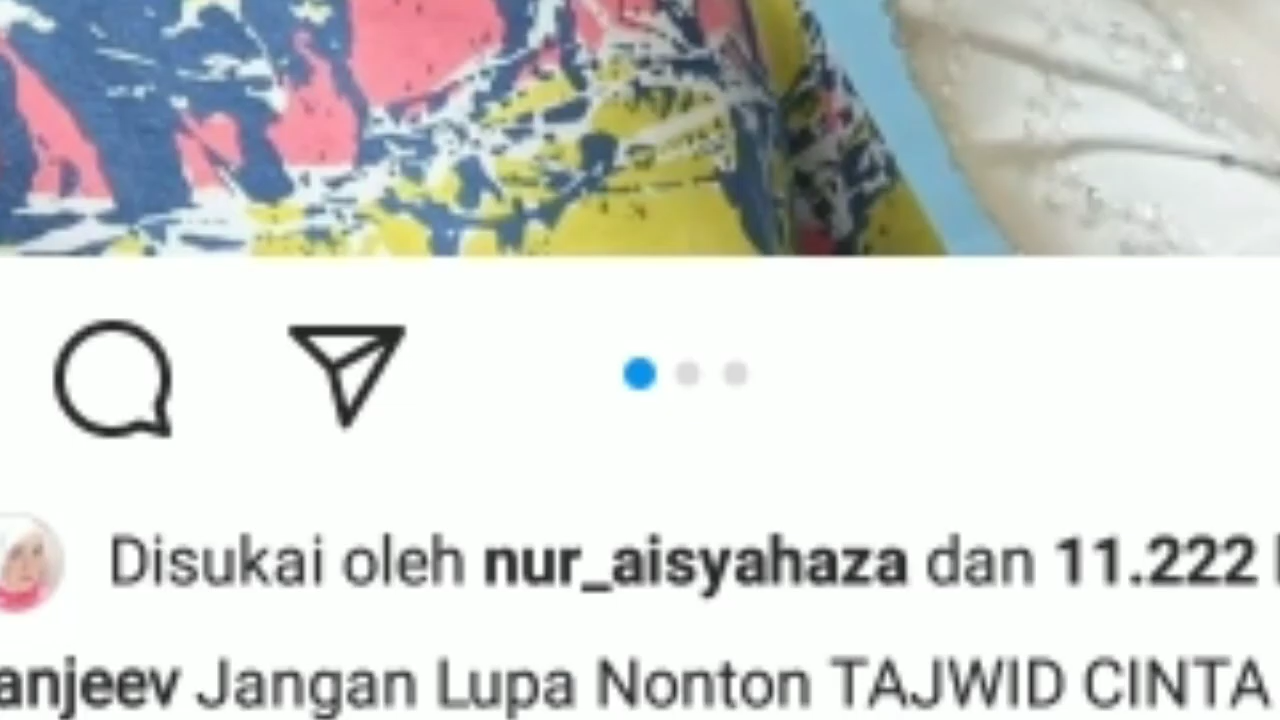 Disukai oleh nur_aisyahaza dan 11.222
anjeev Jangan Lupa Nonton TAJWID CINTA